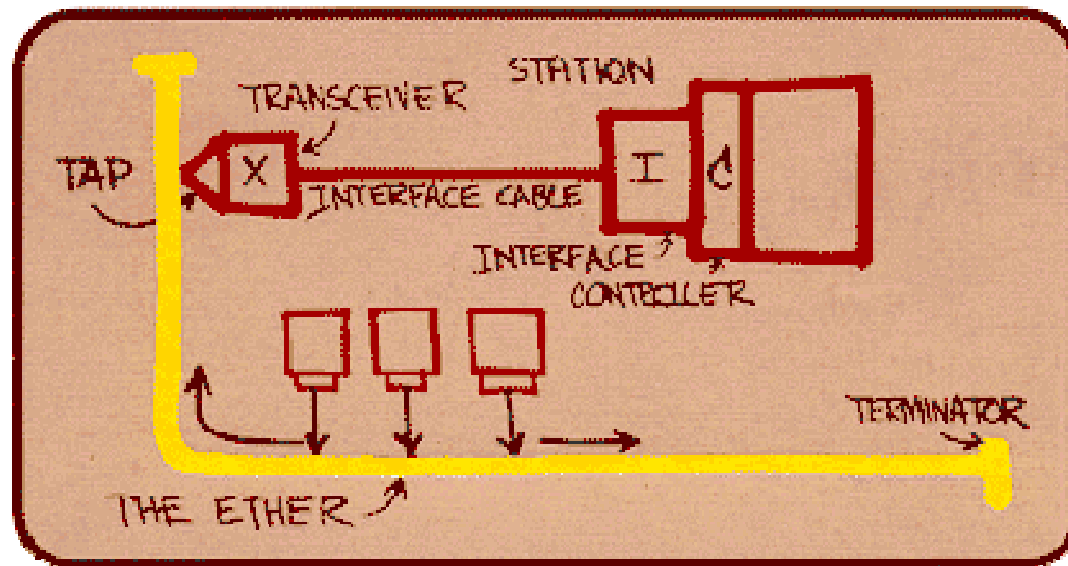 STATION
TRANSCEIVER
TAP
X
I
C
INTERFACE CABLE
INTERFACE
CONTROLLER
TERMINATOR
THE ETHER